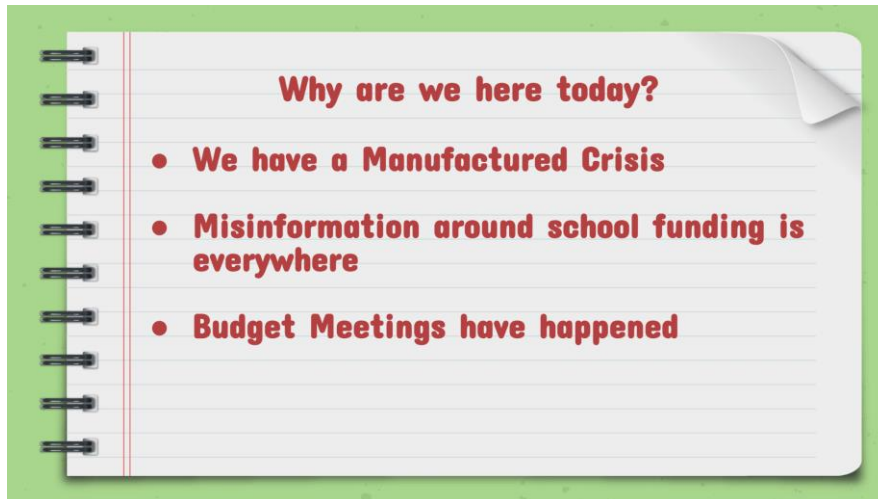 Why are we here today?
● We have a Manufactured Crisis
● Misinformation around school funding is
everywhere
● Budget Meetings have happened